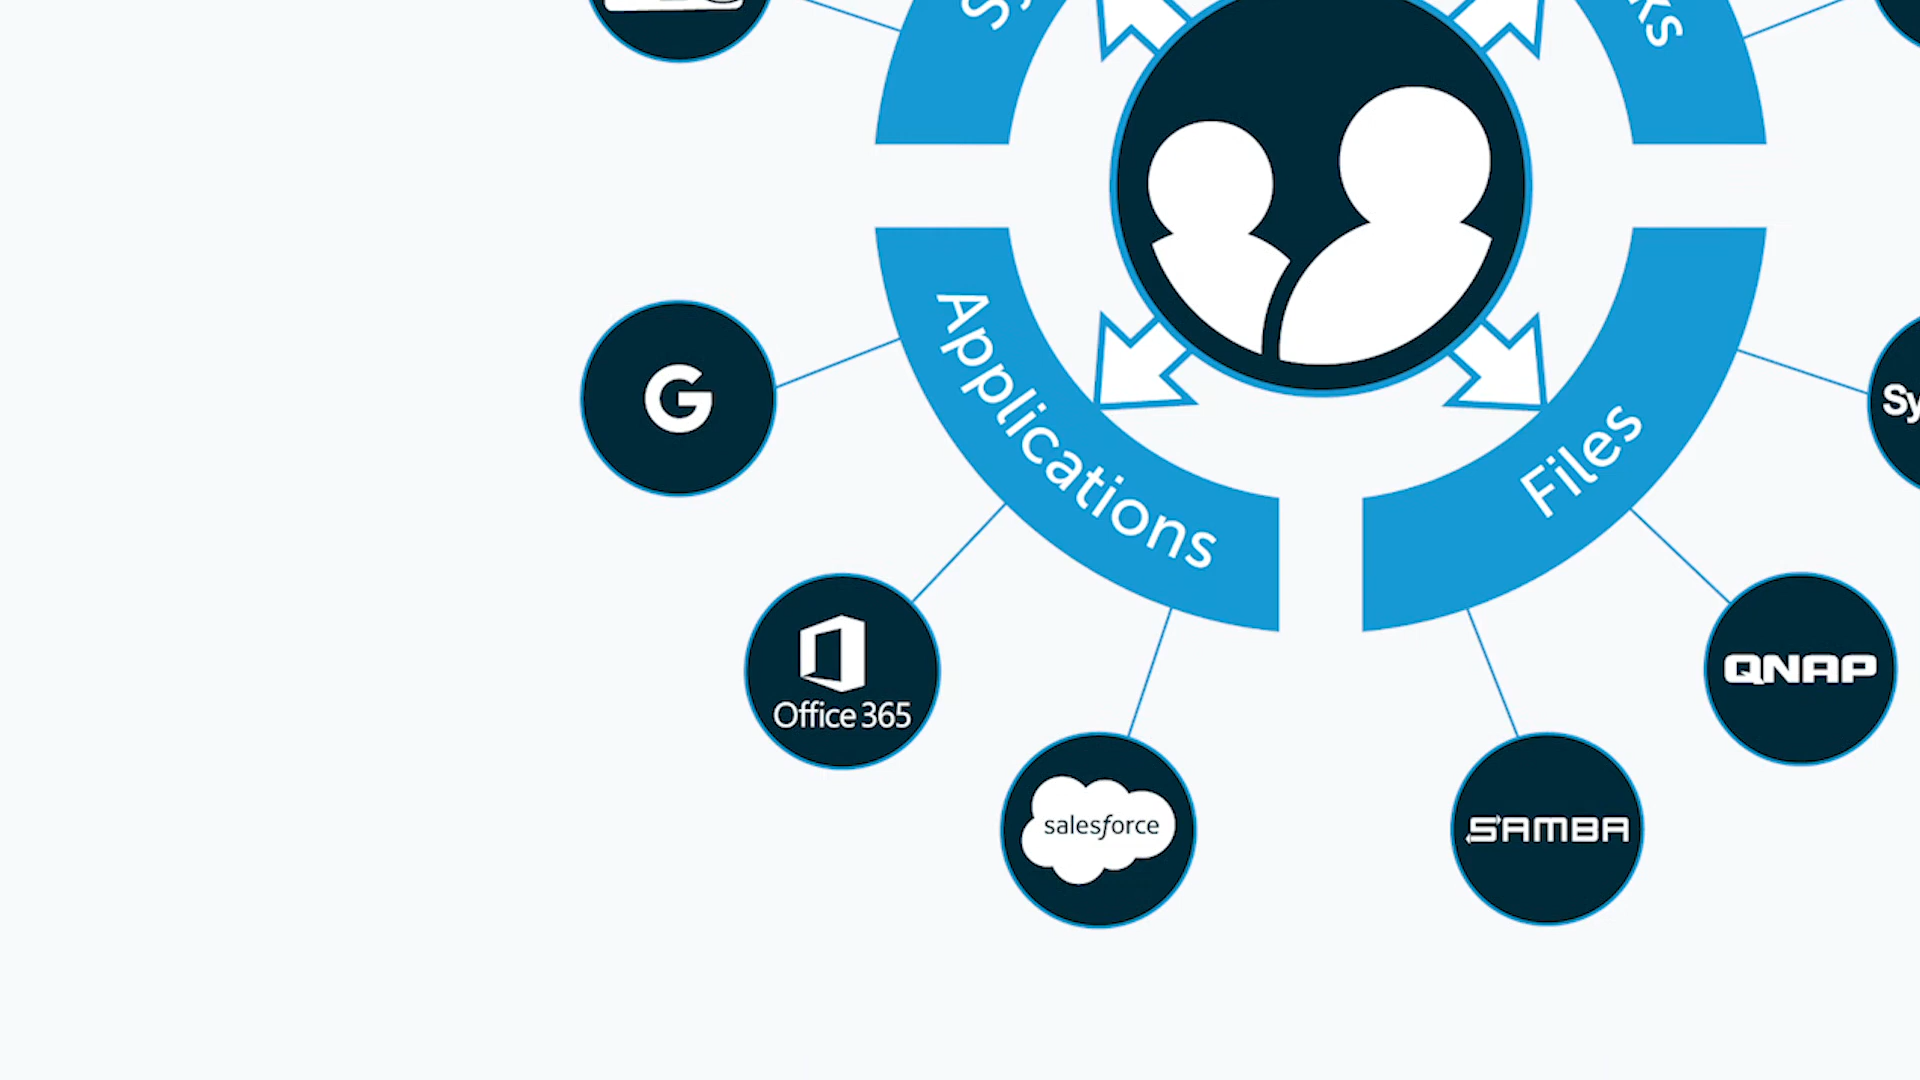 G
Applications
Files
Office 365
QNAP
salesforce
SAMBA